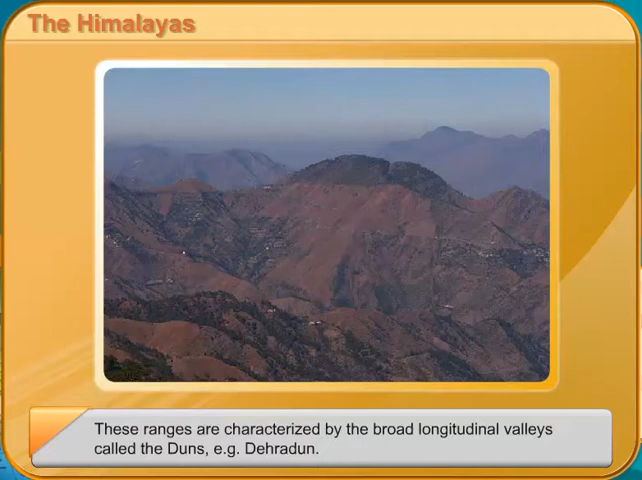 The Himalayas
These ranges are characterized by the broad longitudinal valleys
called the Duns, e.g. Dehradun.